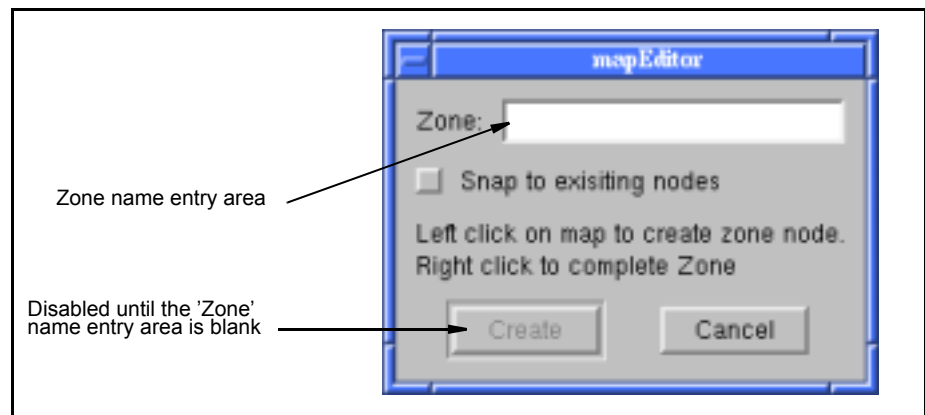 mapEditor
Zone:
Zone name entry area
Snap to exisiting nodes
Left click on map to create zone node.
Right click to complete Zone
Disabled until the ’Zone’
name entry area is blank
Create
Cancel